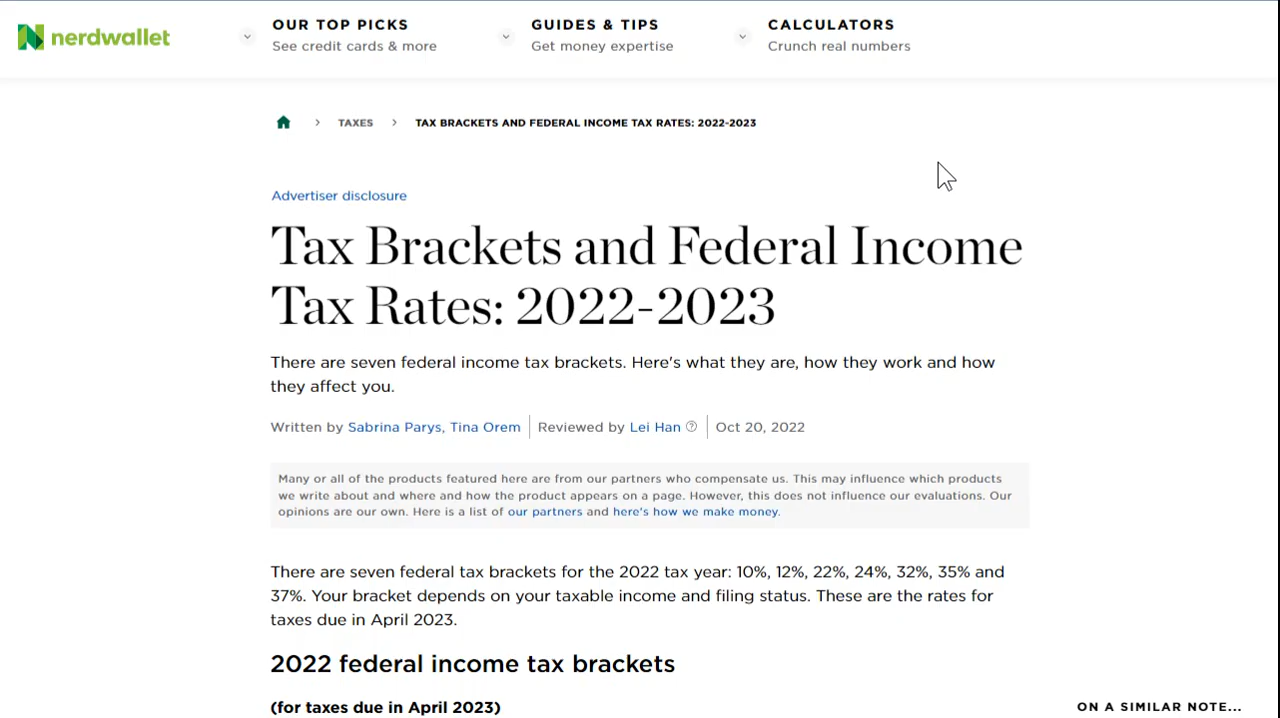 nerdwallet
OUR TOP PICKS
See credit cards & more
GUIDES & TIPS
Get money expertise
CALCULATORS
Crunch real numbers
TAXES
TAX BRACKETS AND FEDERAL INCOME TAX RATES: 2022-2023
Advertiser disclosure
Tax Brackets and Federal Income
Tax Rates: 2022-2023
There are seven federal income tax brackets. Here's what they are, how they work and how
they affect you.
Written by Sabrina Parys, Tina Orem
Reviewed by Lei Han ?
Oct 20, 2022
Many or all of the products featured here are from our partners who compensate us. This may influence which products
we write about and where and how the product appears on a page. However, this does not influence our evaluations. Our
opinions are our own. Here is a list of our partners and here's how we make money.
There are seven federal tax brackets for the 2022 tax year: 10%, 12%, 22%, 24%, 32%, 35% and
37%. Your bracket depends on your taxable income and filing status. These are the rates for
taxes due in April 2023.
2022 federal income tax brackets
(for taxes due in April 2023)
ON A SIMILAR NOTE...